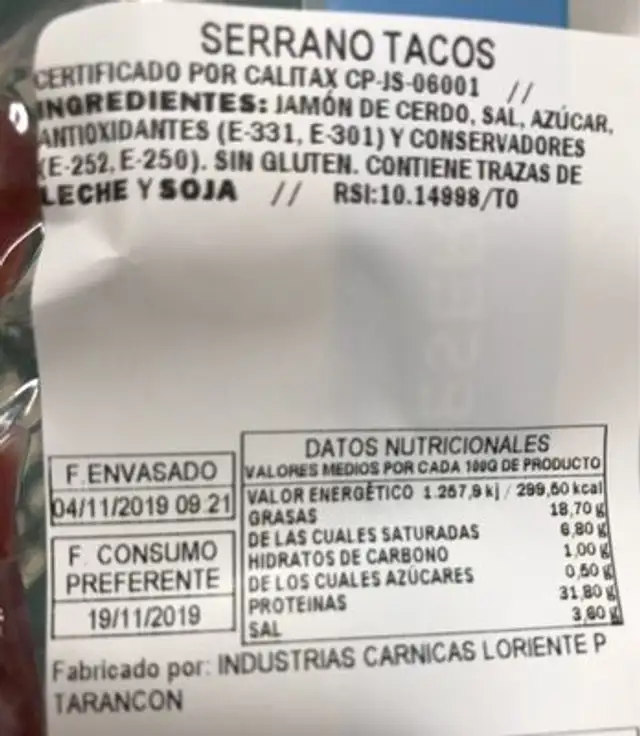 SERRANO TACOS
CERTIFICADO POR CALITAX CP-JS-06001 //
INGREDIENTES: JAMÓN DE CERDO, SAL, AZÚCAR,
ANTIOXIDANTES (E-331, E-301) Y CONSERVADORES
(E-252, E-250). SIN GLUTEN. CONTIENE TRAZAS DE
LECHE Y SOJA // RSI:10.14998/TO
DATOS NUTRICIONALES
VALORES MEDIOS POR CADA 100G DE PRODUCTO
VALOR ENERGÉTICO 1.257,9 kj / 299,50 kcal
GRASAS 18,70 g
DE LAS CUALES SATURADAS 6,80 g
HIDRATOS DE CARBONO 1,00 g
DE LOS CUALES AZÚCARES 0,50 g
PROTEINAS 31,80 g
SAL 3,60 g
F.ENVASADO
04/11/2019 09:21
F. CONSUMO
PREFERENTE
19/11/2019
Fabricado por: INDUSTRIAS CARNICAS LORIENTE P
TARANCON